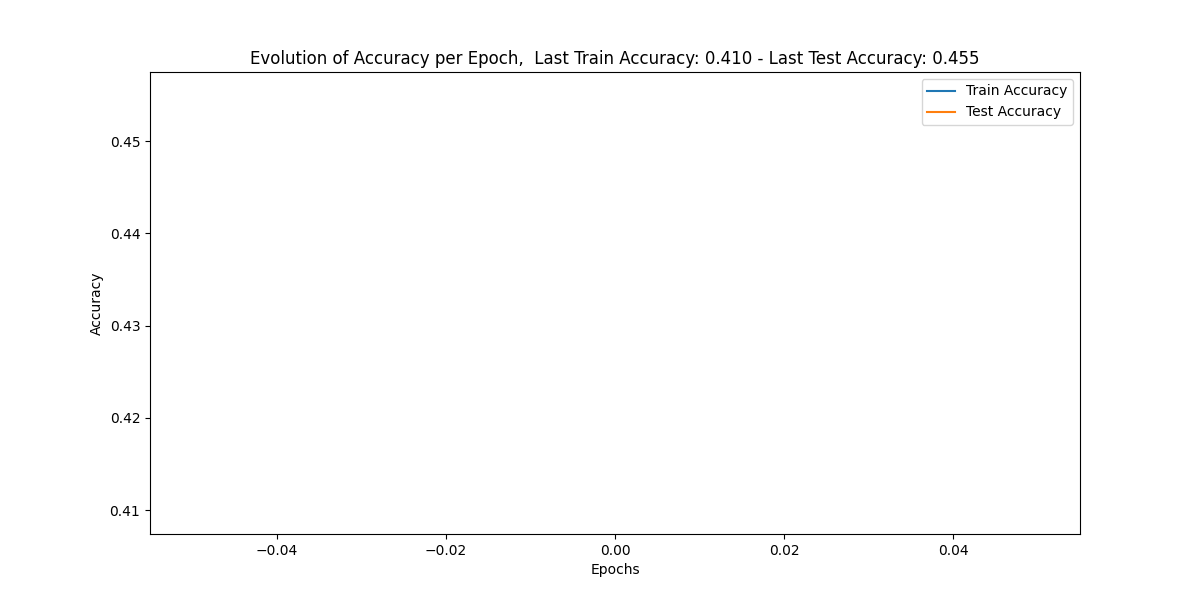 Evolution of Accuracy per Epoch,  Last Train Accuracy: 0.410 - Last Test Accuracy: 0.455
Train Accuracy
Test Accuracy
0.45
0.44
0.43
0.42
0.41
Accuracy
−0.04
−0.02
0.00
0.02
0.04
Epochs